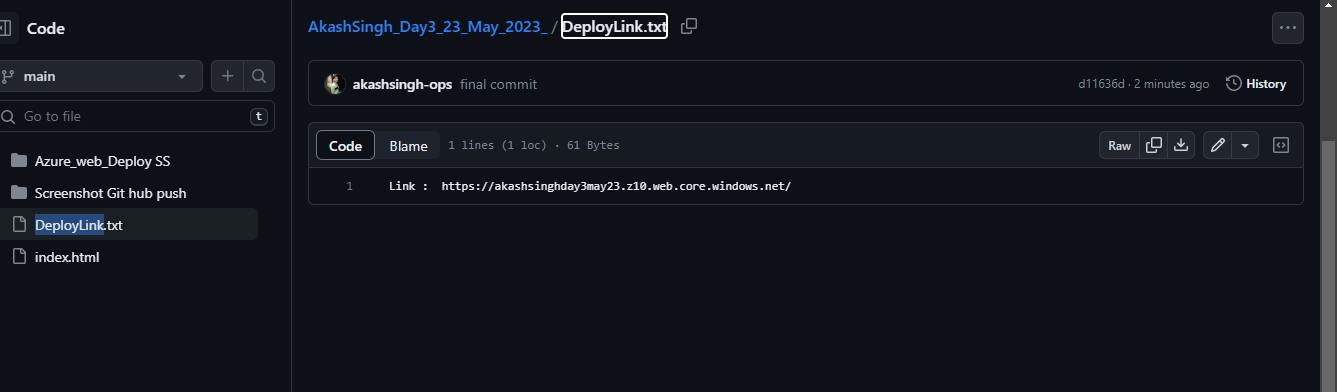 Code
main
Go to file
t
Azure_web_Deploy SS
Screenshot Git hub push
DeployLink.txt
index.html
AkashSingh_Day3_23_May_2023_ / DeployLink.txt
...
akashsingh-ops final commit
d11636d · 2 minutes ago
History
Code
Blame
1 lines (1 loc) · 61 Bytes
Raw
1 Link : https://akashsinghday3may23.z10.web.core.windows.net/